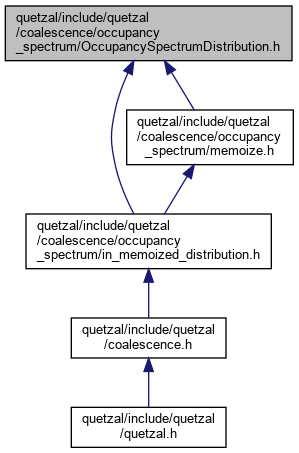 quetzal/include/quetzal
/coalescence/occupancy
_spectrum/OccupancySpectrumDistribution.h
quetzal/include/quetzal
/coalescence/occupancy
_spectrum/memoize.h
quetzal/include/quetzal
/coalescence/occupancy
_spectrum/in_memoized_distribution.h
quetzal/include/quetzal
/coalescence.h
quetzal/include/quetzal
/quetzal.h